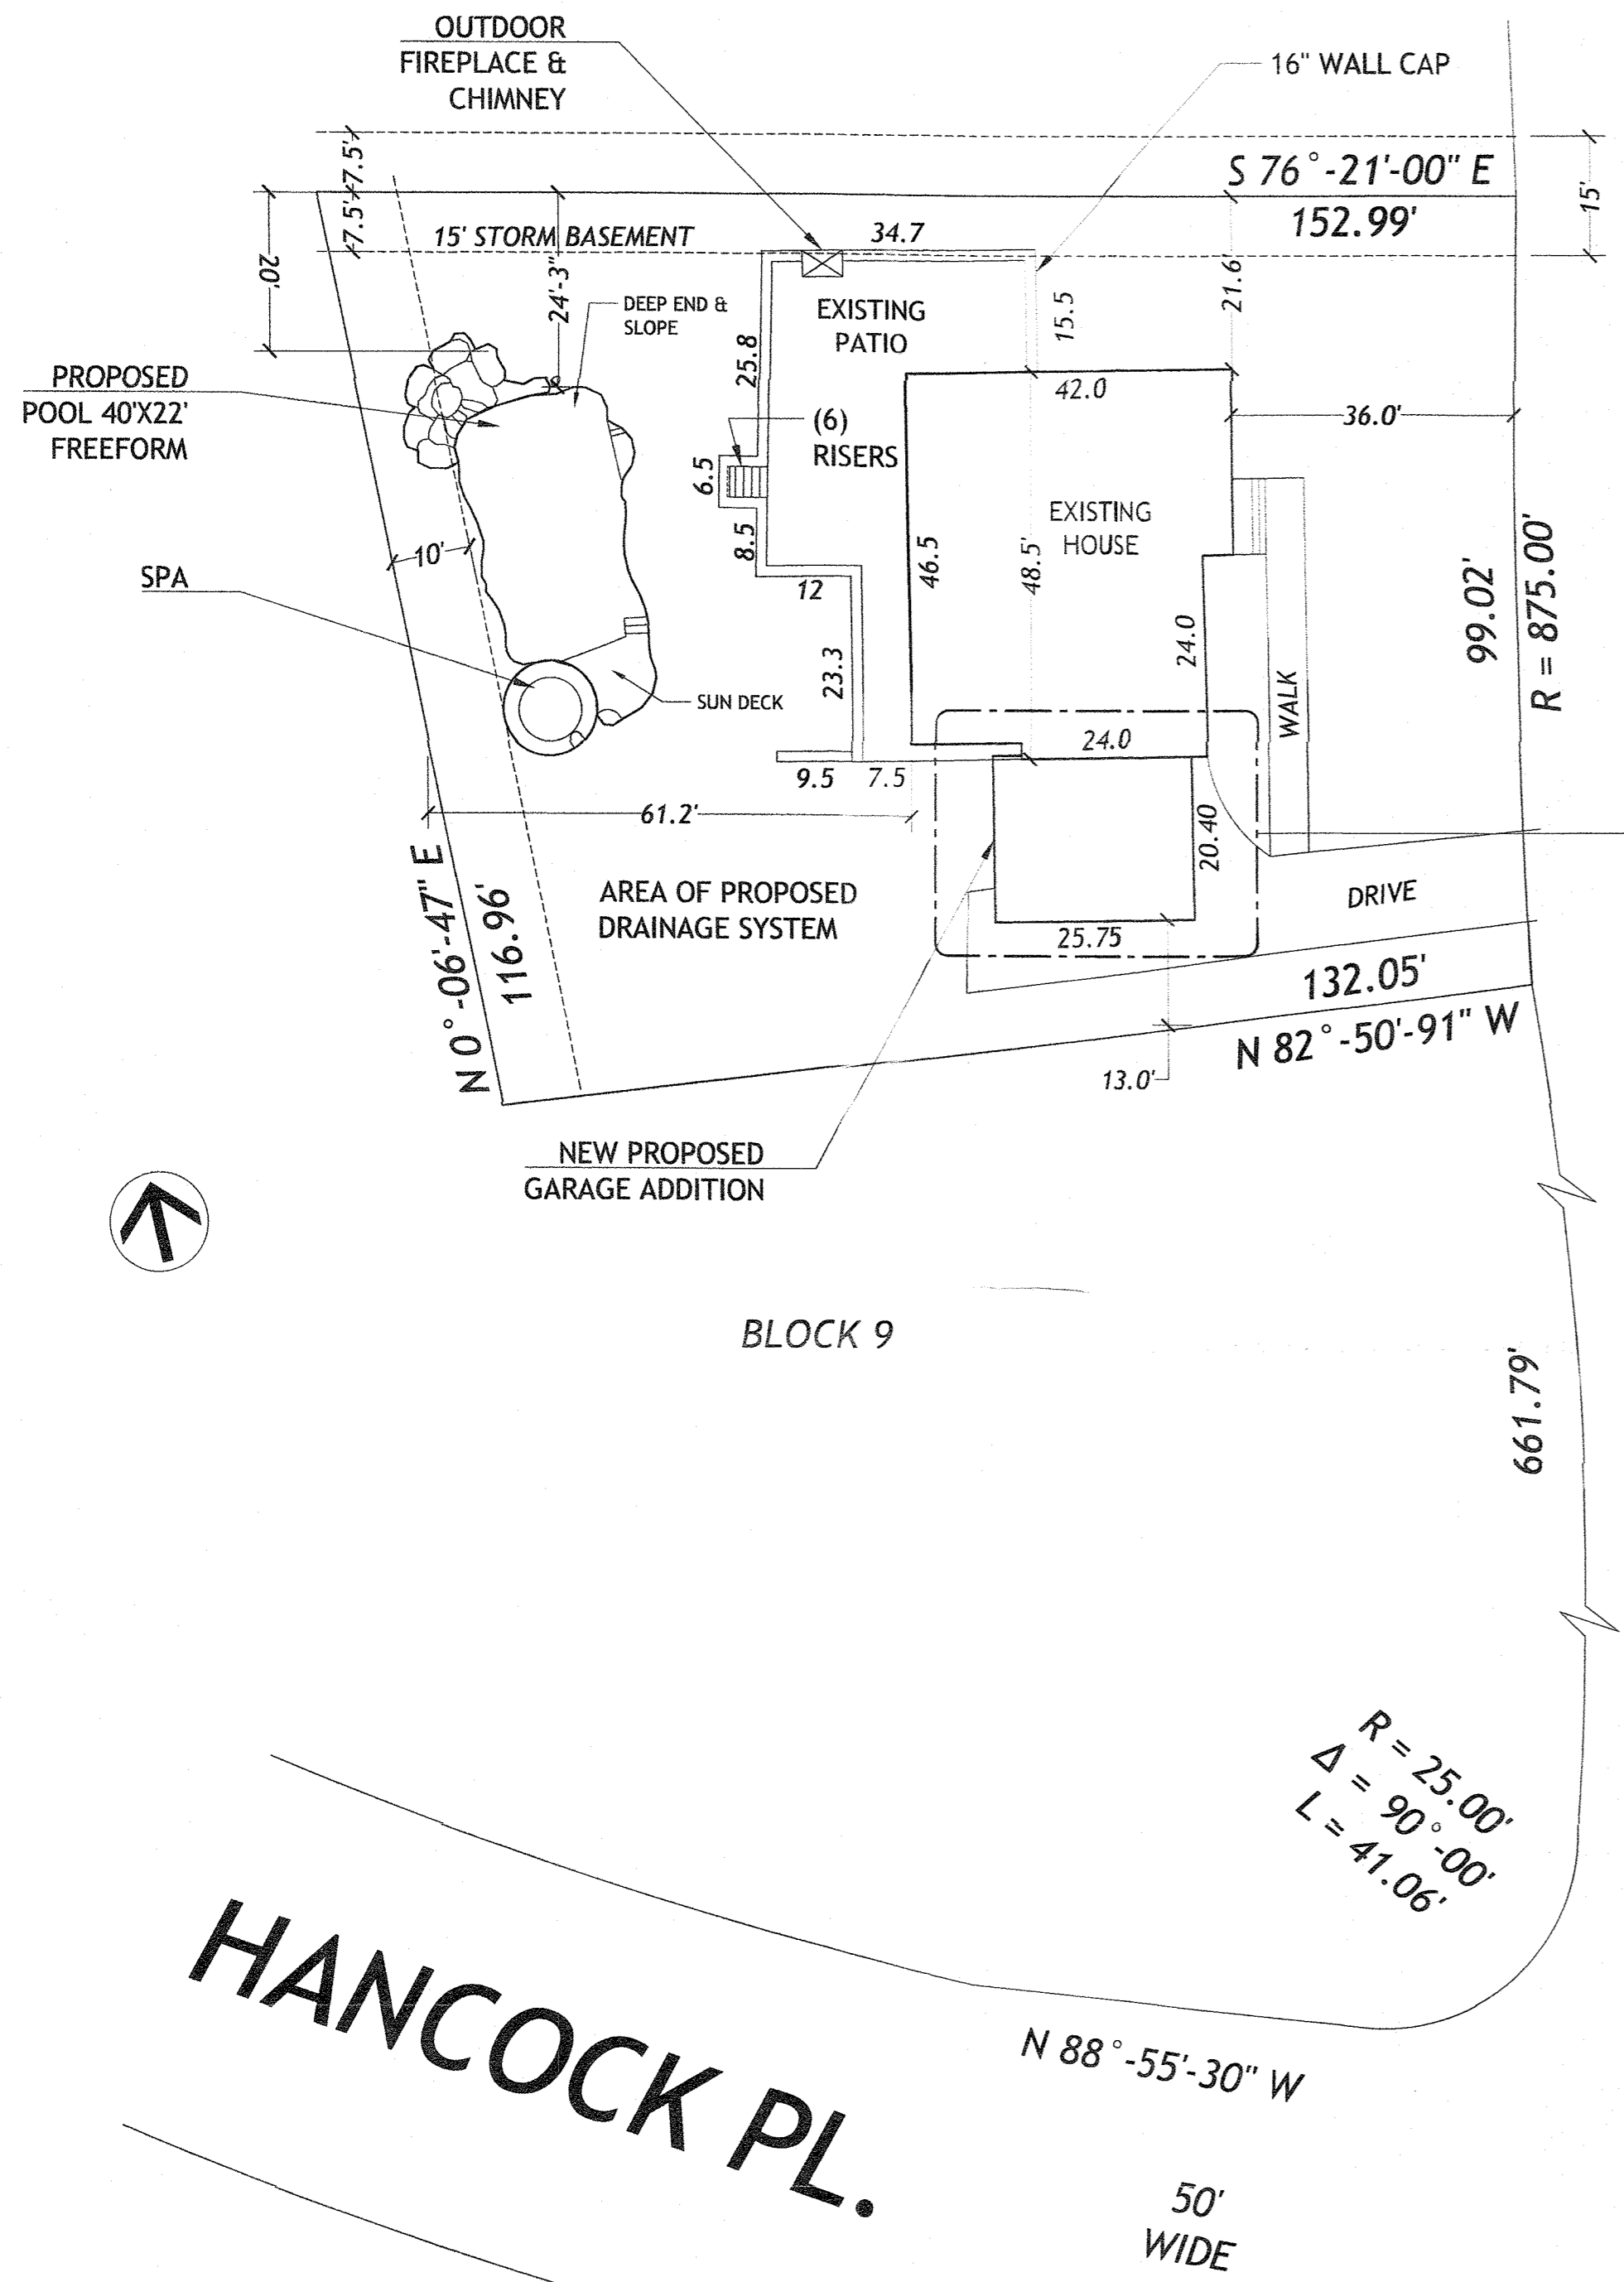 OUTDOOR
FIREPLACE &
CHIMNEY
16" WALL CAP
7.5'
7.5'
S 76°-21'-00" E
152.99'
15'
20'
15' STORM BASEMENT
34.7
24'-3"
DEEP END &
SLOPE
EXISTING
PATIO
15.5
21.6'
25.8
PROPOSED
POOL 40'X22'
FREEFORM
42.0
36.0'
(6)
RISERS
6.5
EXISTING
HOUSE
8.5
46.5
48.5'
10'
SPA
12
24.0
99.02'
R = 875.00'
23.3
SUN DECK
WALK
24.0
9.5
7.5
61.2'
20.40
N 0°-06'-47" E
116.96'
AREA OF PROPOSED
DRAINAGE SYSTEM
DRIVE
25.75
132.05'
N 82°-50'-91" W
13.0'
NEW PROPOSED
GARAGE ADDITION
BLOCK 9
661.79'
R = 25.00'
Δ = 90°-00'
L = 41.06'
HANCOCK PL.
N 88°-55'-30" W
50'
WIDE